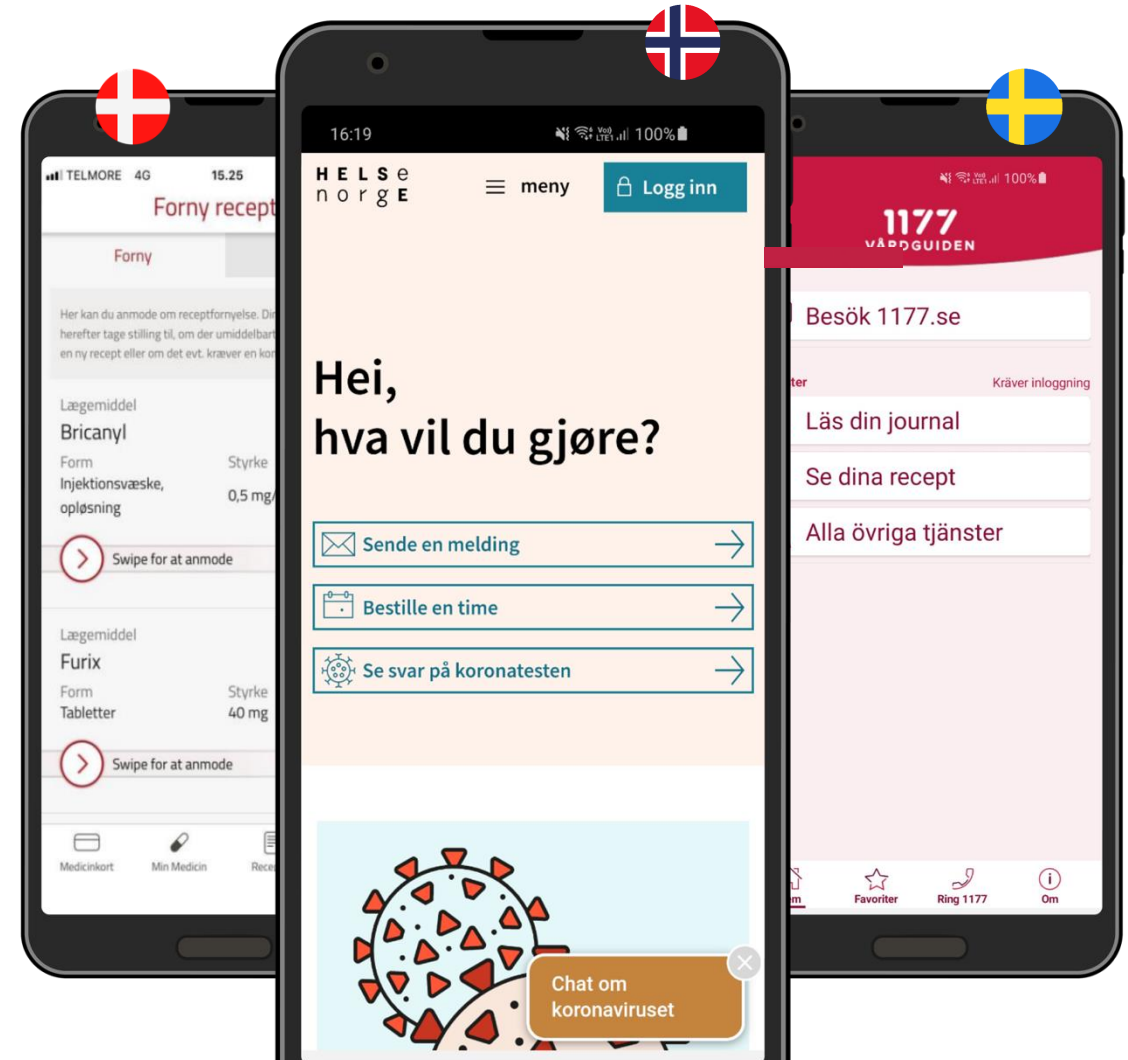 TELMORE 4G 15.25
Forny recept
Forny
Her kan du anmode om receptfornyelse.
herefter tage stilling til, om der umiddelbart
en ny recept eller om det evt. kræver en
Lægemiddel
Bricanyl
Form Styrke
Injektionsvæske, 0,5
opløsning
Swipe for at anmode
Lægemiddel
Furix
Form Styrke
Tabletter 40 mg
Swipe for at anmode
Medicinkort Min Medicin
16:19 100%
HELSe
norgE
meny
Logg inn
Hei,
hva vil du gjøre?
Sende en melding
Bestille en time
Se svar på koronatesten
Chat om
koronaviruset
100%
1177
VÅRDGUIDEN
Besök 1177.se
Kräver inloggning
Läs din journal
Se dina recept
Alla övriga tjänster
Favoriter Ring 1177 Om